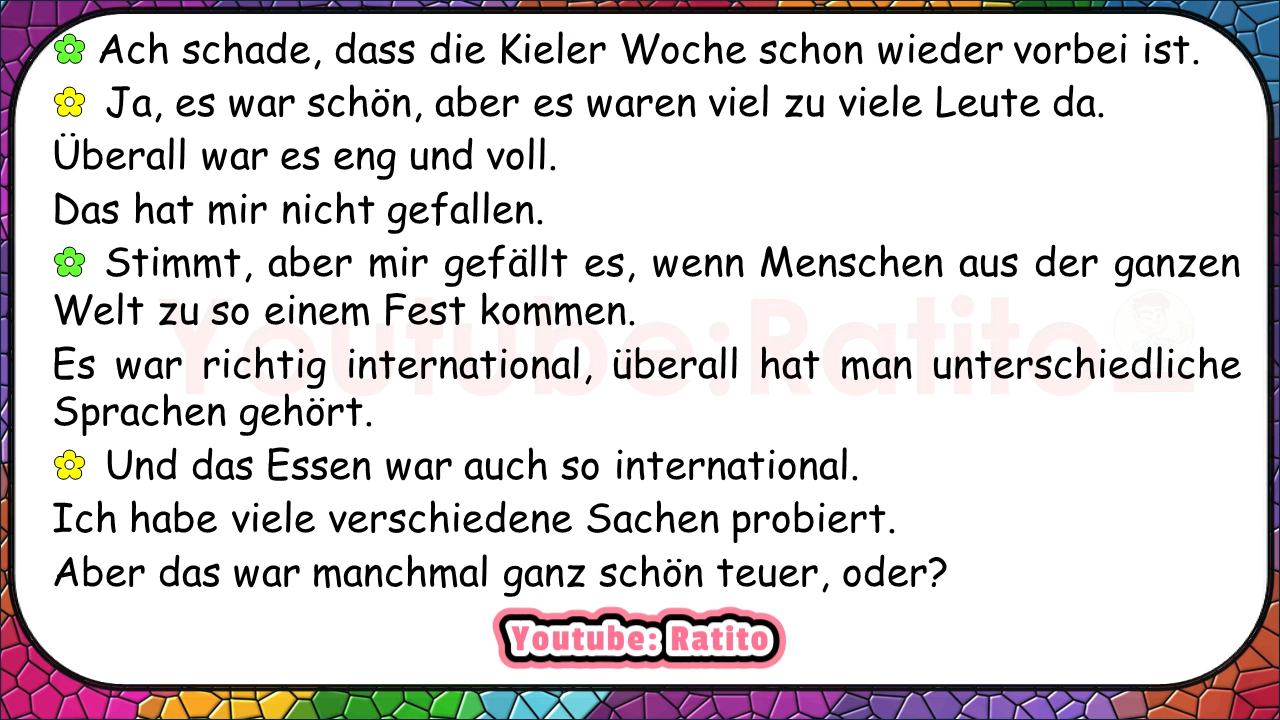 Ach schade, dass die Kieler Woche schon wieder vorbei ist.
Ja, es war schön, aber es waren viel zu viele Leute da.
Überall war es eng und voll.
Das hat mir nicht gefallen.
Stimmt, aber mir gefällt es, wenn Menschen aus der ganzen
Welt zu so einem Fest kommen.
Youtube:Ratito
Es war richtig international, überall hat man unterschiedliche
Sprachen gehört.
Und das Essen war auch so international.
Ich habe viele verschiedene Sachen probiert.
Aber das war manchmal ganz schön teuer, oder?
Youtube: Ratito